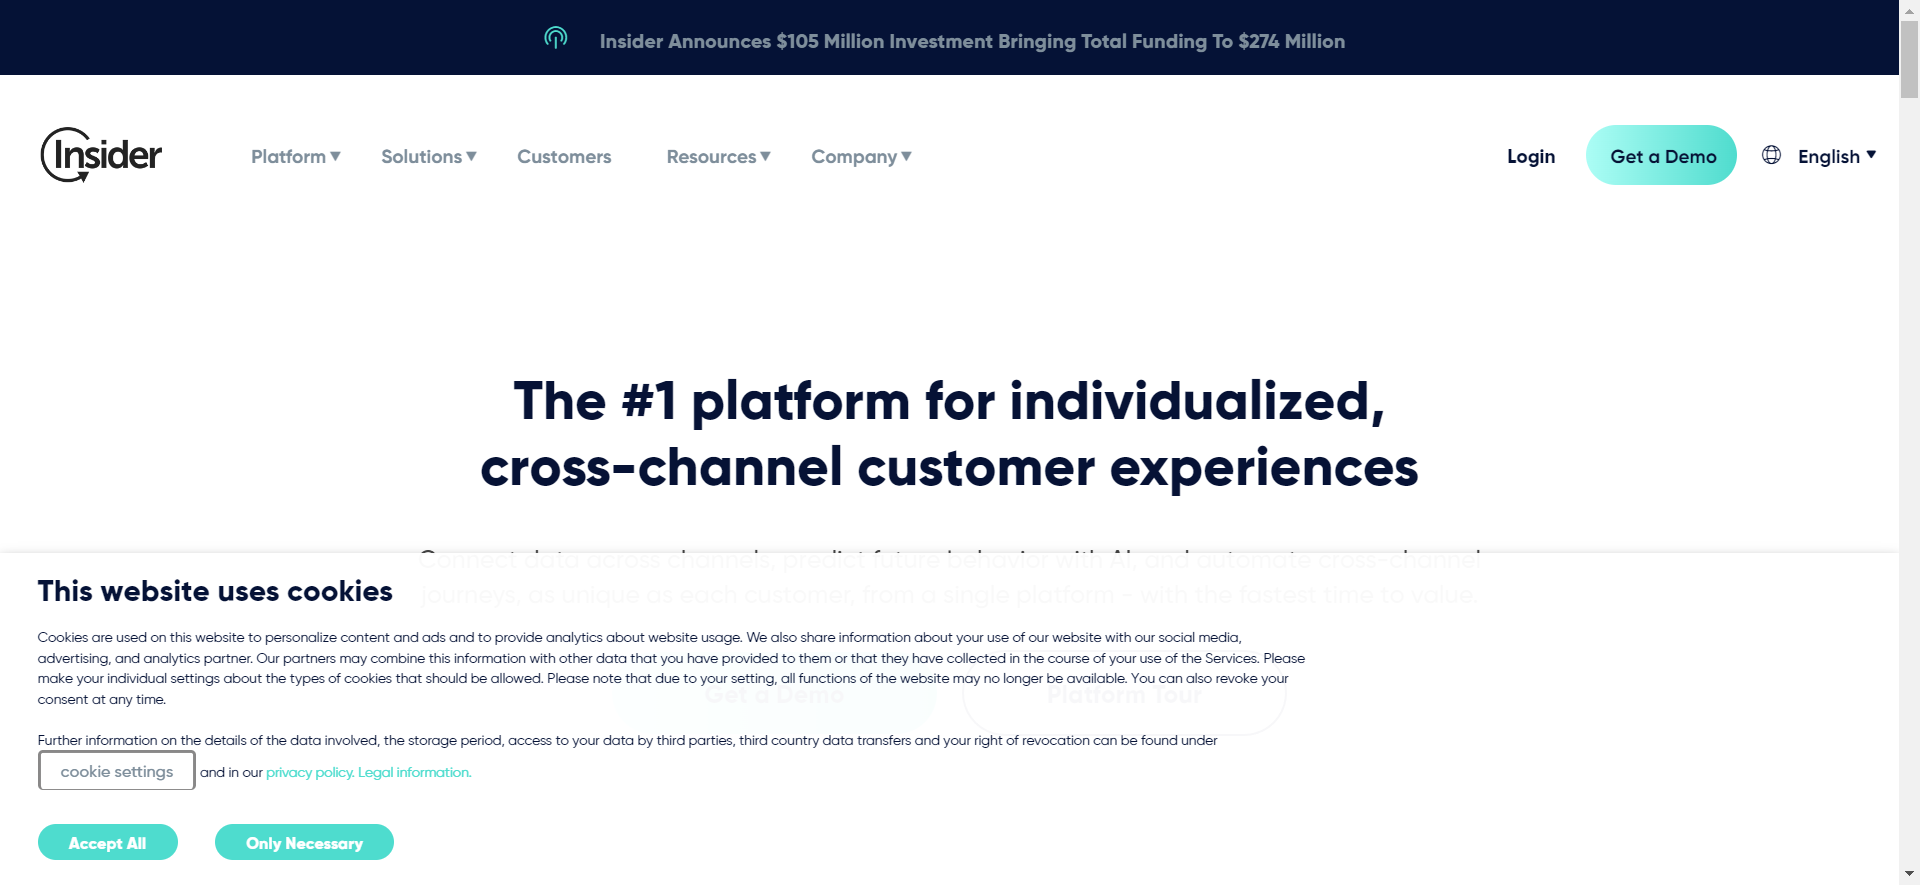 Insider Announces $105 Million Investment Bringing Total Funding To $274 Million
Insider
Platform
Solutions
Customers
Resources
Company
Login
Get a Demo
English
The #1 platform for individualized,
cross-channel customer experiences
Connect data across channels, predict future behavior with AI, and automate cross-channel
journeys, as unique as each customer, from a single platform - with the fastest time to value.
Get a Demo
Platform Tour
This website uses cookies
Cookies are used on this website to personalize content and ads and to provide analytics about website usage. We also share information about your use of our website with our social media,
advertising, and analytics partner. Our partners may combine this information with other data that you have provided to them or that they have collected in the course of your use of the Services. Please
make your individual settings about the types of cookies that should be allowed. Please note that due to your setting, all functions of the website may no longer be available. You can also revoke your
consent at any time.
Further information on the details of the data involved, the storage period, access to your data by third parties, third country data transfers and your right of revocation can be found under
cookie settings and in our privacy policy. Legal information.
Accept All
Only Necessary